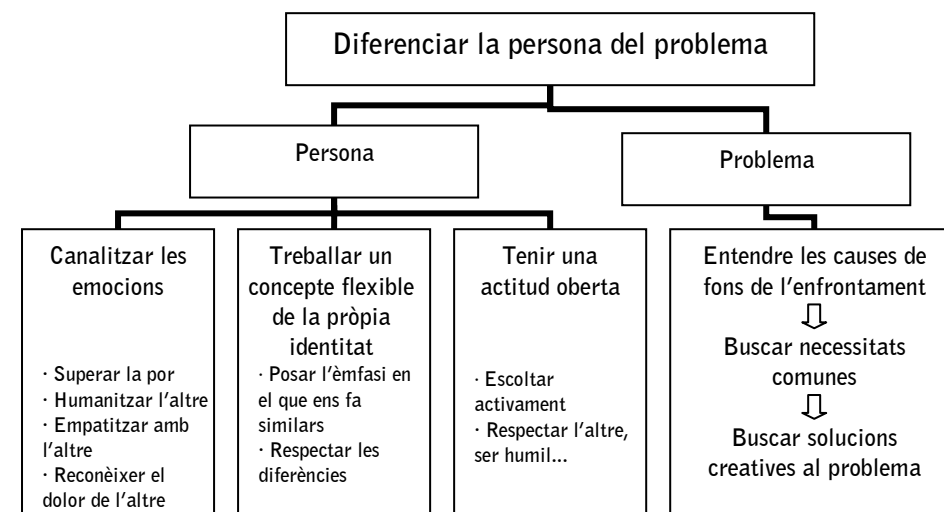 Diferenciar la persona del problema
Persona
Problema
Canalitzar les
emocions
· Superar la por
· Humanitzar l'altre
· Empatitzar amb
l'altre
· Reconèixer el
dolor de l'altre
Treballar un
concepte flexible
de la pròpia
identitat
· Posar l'èmfasi en
el que ens fa
similars
· Respectar les
diferències
Tenir una
actitud oberta
· Escoltar
activament
· Respectar l'altre,
ser humil...
Entendre les causes de
fons de l'enfrontament
Buscar necessitats
comunes
Buscar solucions
creatives al problema